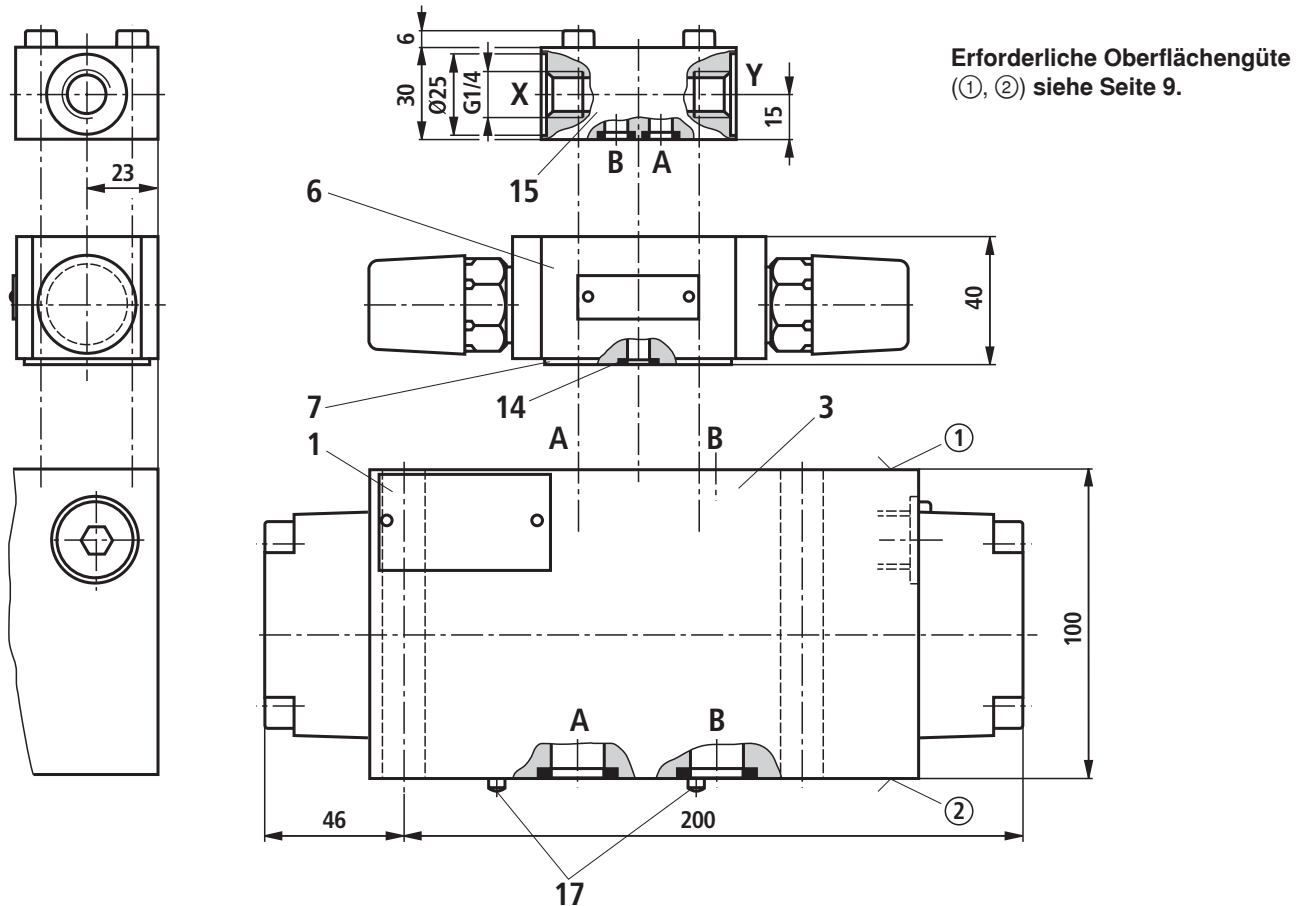 6
30
Ø25
G1/4
X
Y
15
B A
15
23
Erforderliche Oberflächengüte
(①, ②) siehe Seite 9.
6
40
7
14
3
1
A
B
①
100
A
B
②
46
200
17